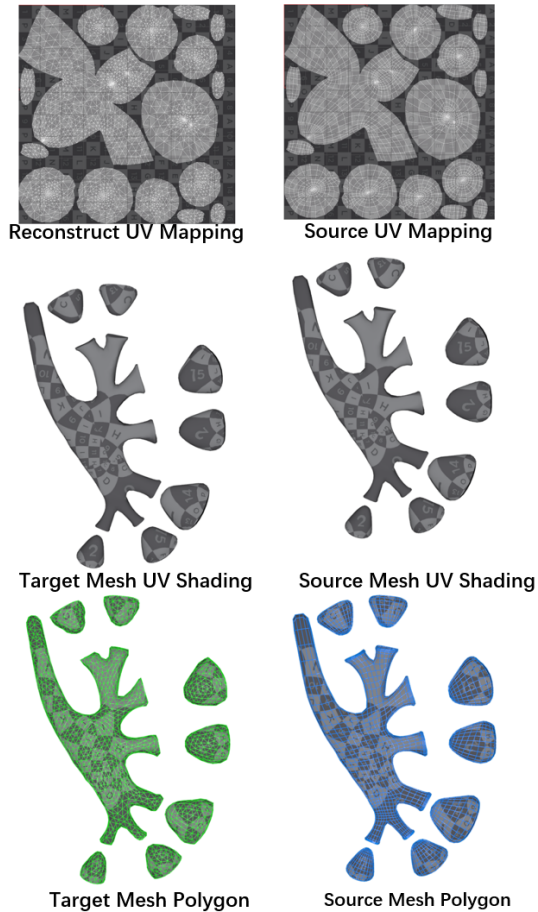 Reconstruct UV Mapping
Source UV Mapping
Target Mesh UV Shading
Source Mesh UV Shading
Target Mesh Polygon
Source Mesh Polygon